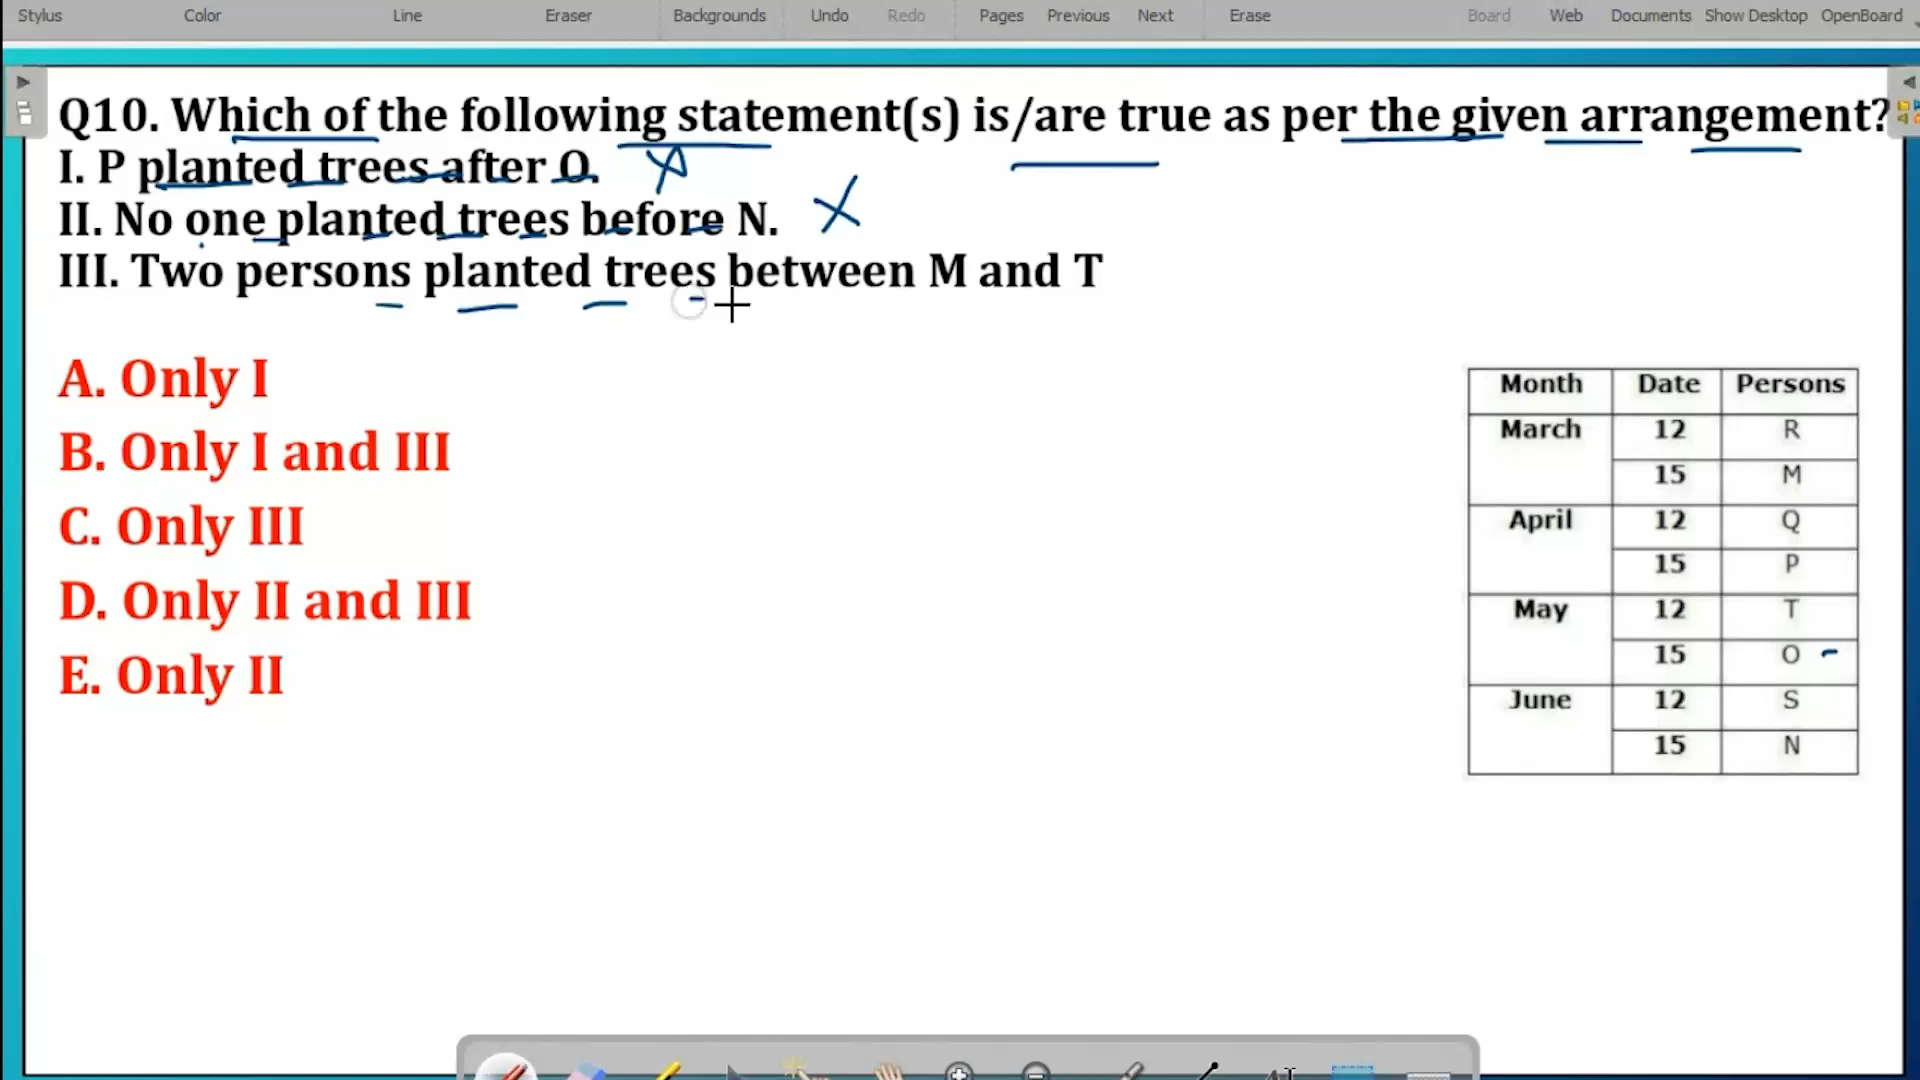 Stylus Color Line Eraser Backgrounds Undo Redo Pages Previous Next Erase Board Web Documents Show Desktop OpenBoard
Q10. Which of the following statement(s) is/are true as per the given arrangement?
I. P planted trees after O.
II. No one planted trees before N.
III. Two persons planted trees between M and T
A. Only I
B. Only I and III
C. Only III
D. Only II and III
E. Only II
Month Date Persons
March 12 R
15 M
April 12 Q
15 P
May 12 T
15 O
June 12 S
15 N